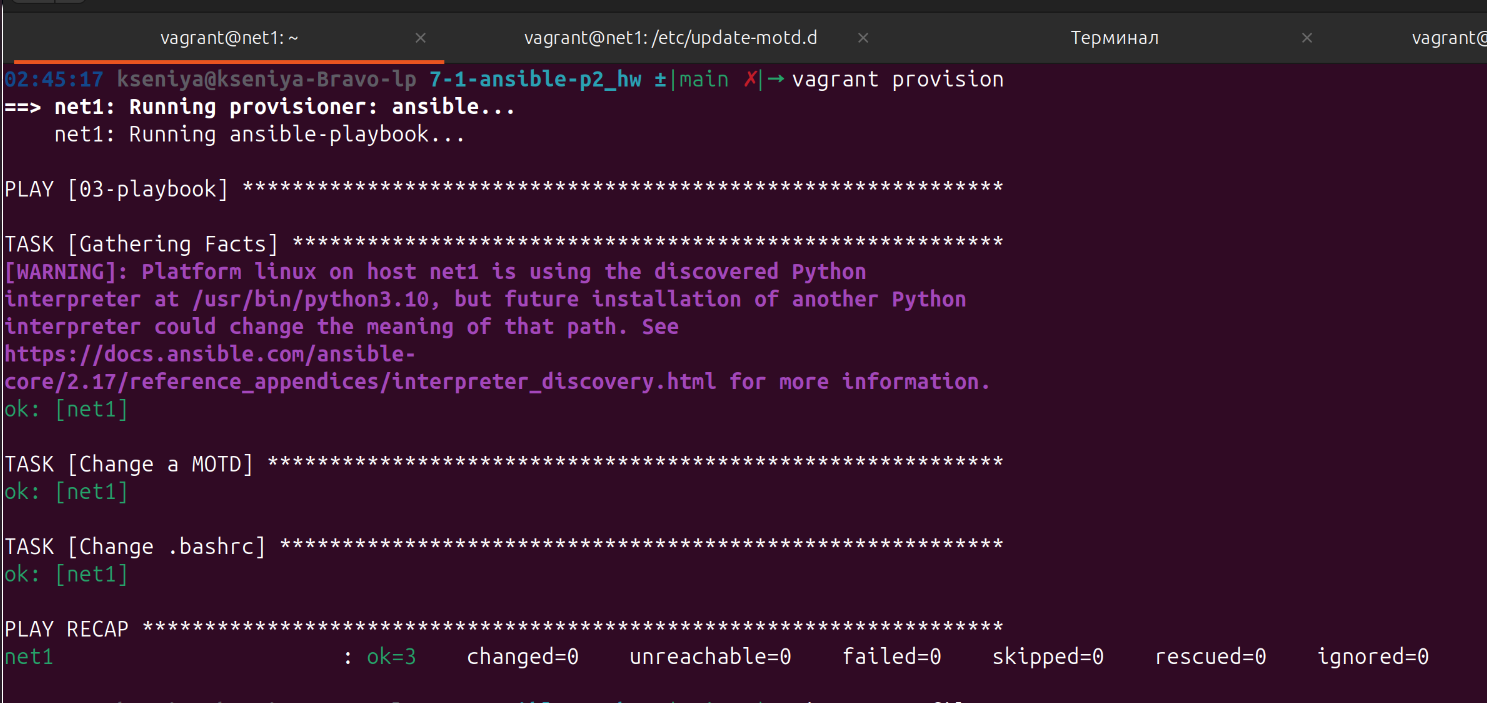 vagrant@net1: ~ × vagrant@net1: /etc/update-motd.d × Терминал × vagrant@
02:45:17 kseniya@kseniya-Bravo-lp 7-1-ansible-p2_hw ±|main ✗|→ vagrant provision
==> net1: Running provisioner: ansible...
    net1: Running ansible-playbook...
PLAY [03-playbook] *************************************************************
TASK [Gathering Facts] *********************************************************
[WARNING]: Platform linux on host net1 is using the discovered Python
interpreter at /usr/bin/python3.10, but future installation of another Python
interpreter could change the meaning of that path. See
https://docs.ansible.com/ansible-
core/2.17/reference_appendices/interpreter_discovery.html for more information.
ok: [net1]
TASK [Change a MOTD] ***********************************************************
ok: [net1]
TASK [Change .bashrc] **********************************************************
ok: [net1]
PLAY RECAP *********************************************************************
net1                       : ok=3    changed=0    unreachable=0    failed=0    skipped=0    rescued=0    ignored=0